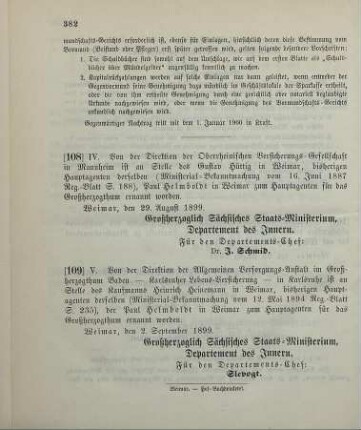 382
mundschafts-Gerichts erforderlich ist, ebenso für Einlagen, hinsichtlich deren diese Bestimmung vom
Vormund (Beistand oder Pfleger) erst später getroffen wird, gelten folgende besondere Vorschriften:
1. Die Schuldbücher sind sowohl auf dem Umschlage, wie auf dem ersten Blatte als „Schuld-
bücher über Mündelgelder“ augenfällig kenntlich zu machen.
2. Kapitalrückzahlungen werden auf solche Einlagen nur dann geleistet, wenn entweder die
Genehmigung des Gegenvormunds dazu mündlich im Geschäftslokale der Sparkasse ertheilt,
oder durch eine gerichtlich oder notariell oder von einer amtlichen Behörde beglaubigte
Urkunde nachgewiesen wird, oder wenn die Genehmigung des Vormundschafts-Gerichts
urkundlich nachgewiesen wird.
Gegenwärtiger Nachtrag tritt mit dem 1. Januar 1900 in Kraft.
[108] IV. Von der Direktion der Oberrheinischen Versicherungs-Gesellschaft
in Mannheim ist an Stelle des Gustav Hüttig in Weimar, bisherigen
Hauptagenten derselben (Ministerial-Bekanntmachung vom 16. Juni 1887
Reg.-Blatt S. 188), Paul Helmboldt in Weimar zum Hauptagenten für das
Großherzogthum ernannt worden.
Weimar, den 29. August 1899.
Großherzoglich Sächsisches Staats-Ministerium,
Departement des Innern.
Für den Departements-Chef:
Dr. J. Schmid.
[109] V. Von der Direktion der Allgemeinen Versorgungs-Anstalt im Groß-
herzogthum Baden — Karlsruher Lebens-Versicherung — in Karlsruhe ist an
Stelle des Kaufmanns Heinrich Heinemann in Weimar, bisherigen Haupt-
agenten derselben (Ministerial-Bekanntmachung vom 12. Mai 1894 Reg.-Blatt
S. 235), der Paul Helmboldt in Weimar zum Hauptagenten für das
Großherzogthum ernannt worden.
Weimar, den 2. September 1899.
Großherzoglich Sächsisches Staats-Ministerium,
Departement des Innern.
Für den Departements-Chef:
Slevogt.
Weimar. — Hof-Buchdruckerei.